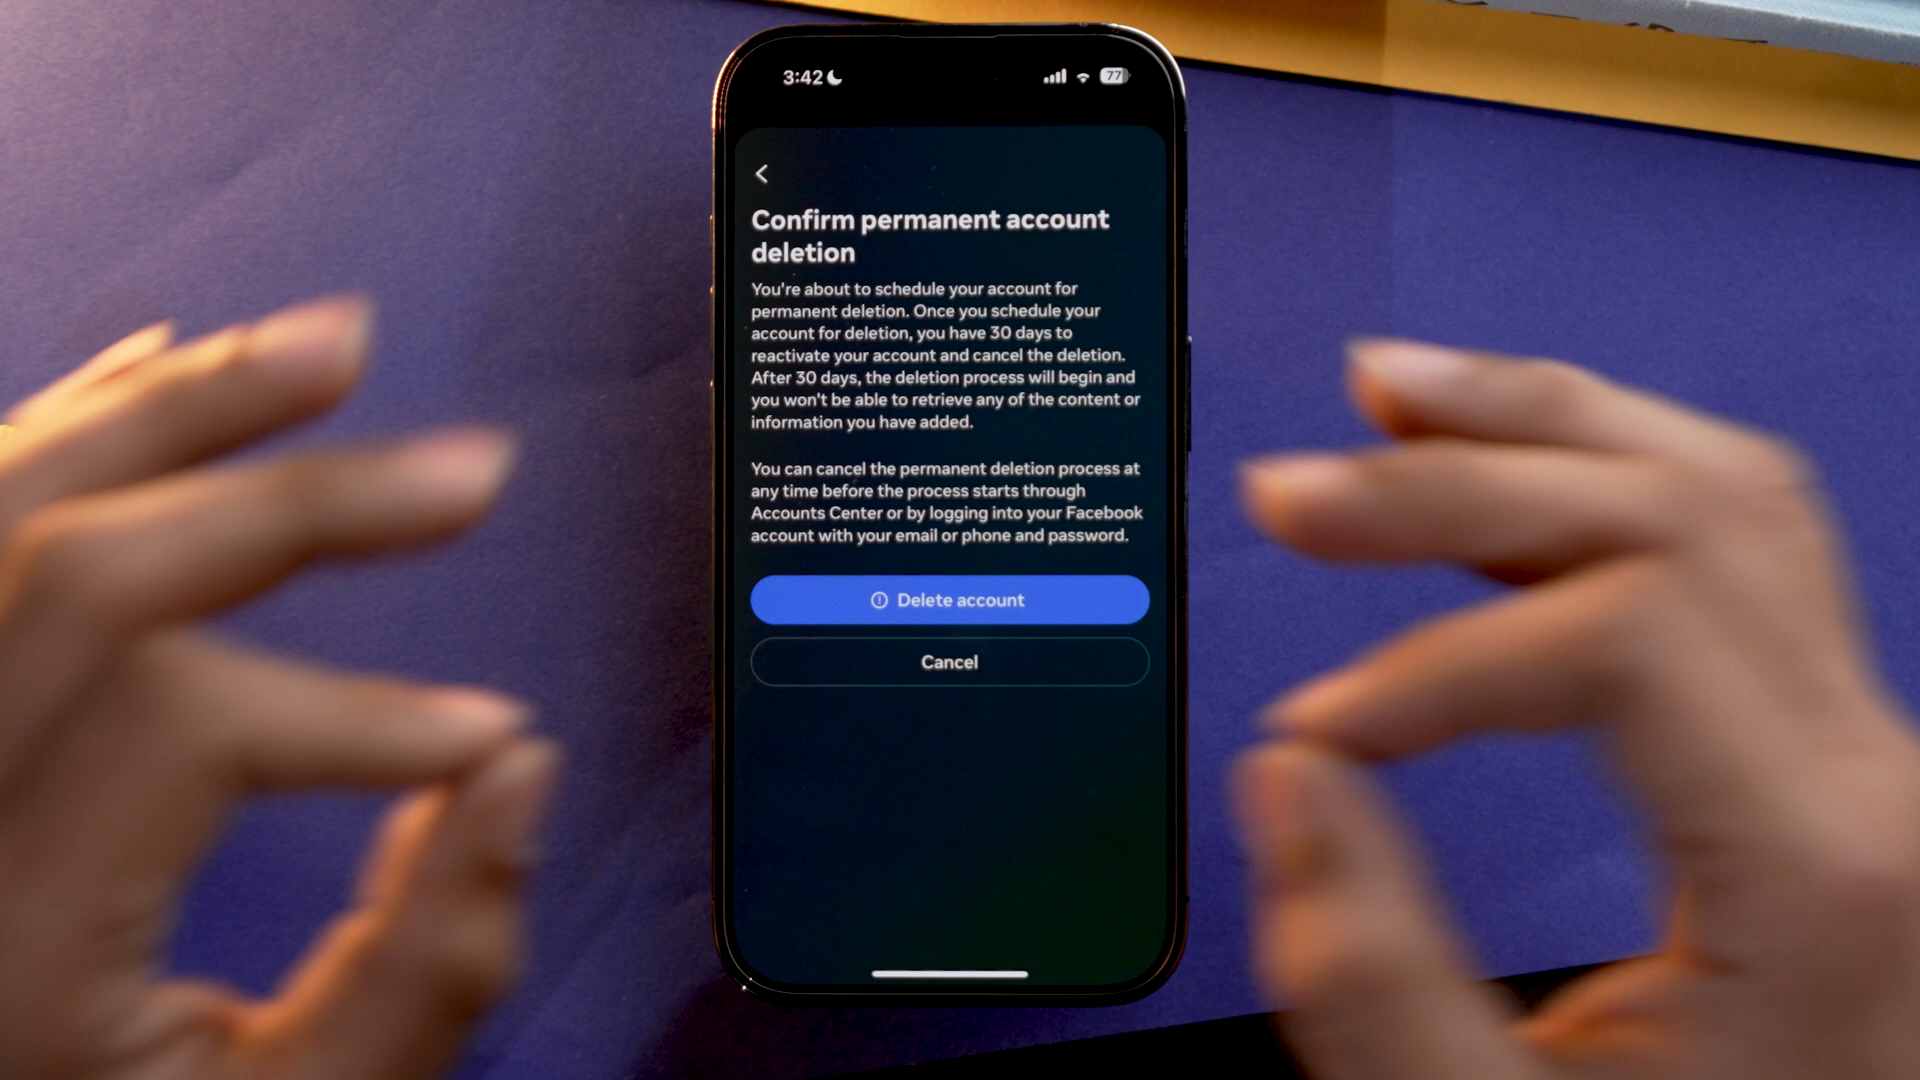 3:42
77
Confirm permanent account
deletion
You're about to schedule your account for
permanent deletion. Once you schedule your
account for deletion, you have 30 days to
reactivate your account and cancel the deletion.
After 30 days, the deletion process will begin and
you won't be able to retrieve any of the content or
information you have added.
You can cancel the permanent deletion process at
any time before the process starts through
Accounts Center or by logging into your Facebook
account with your email or phone and password.
Delete account
Cancel